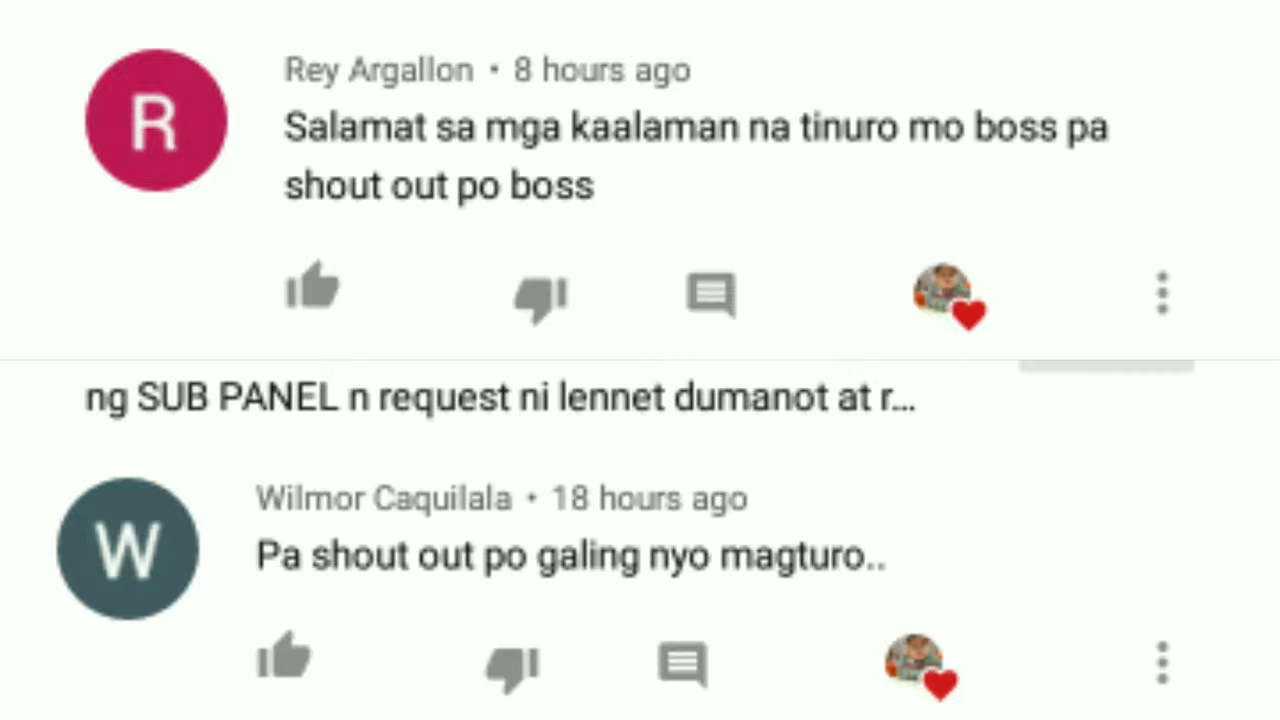 Rey Argallon • 8 hours ago
R
Salamat sa mga kaalaman na tinuro mo boss pa
shout out po boss
ng SUB PANEL n request ni lennet dumanot at r...
Wilmor Caquilala • 18 hours ago
W
Pa shout out po galing nyo magturo..